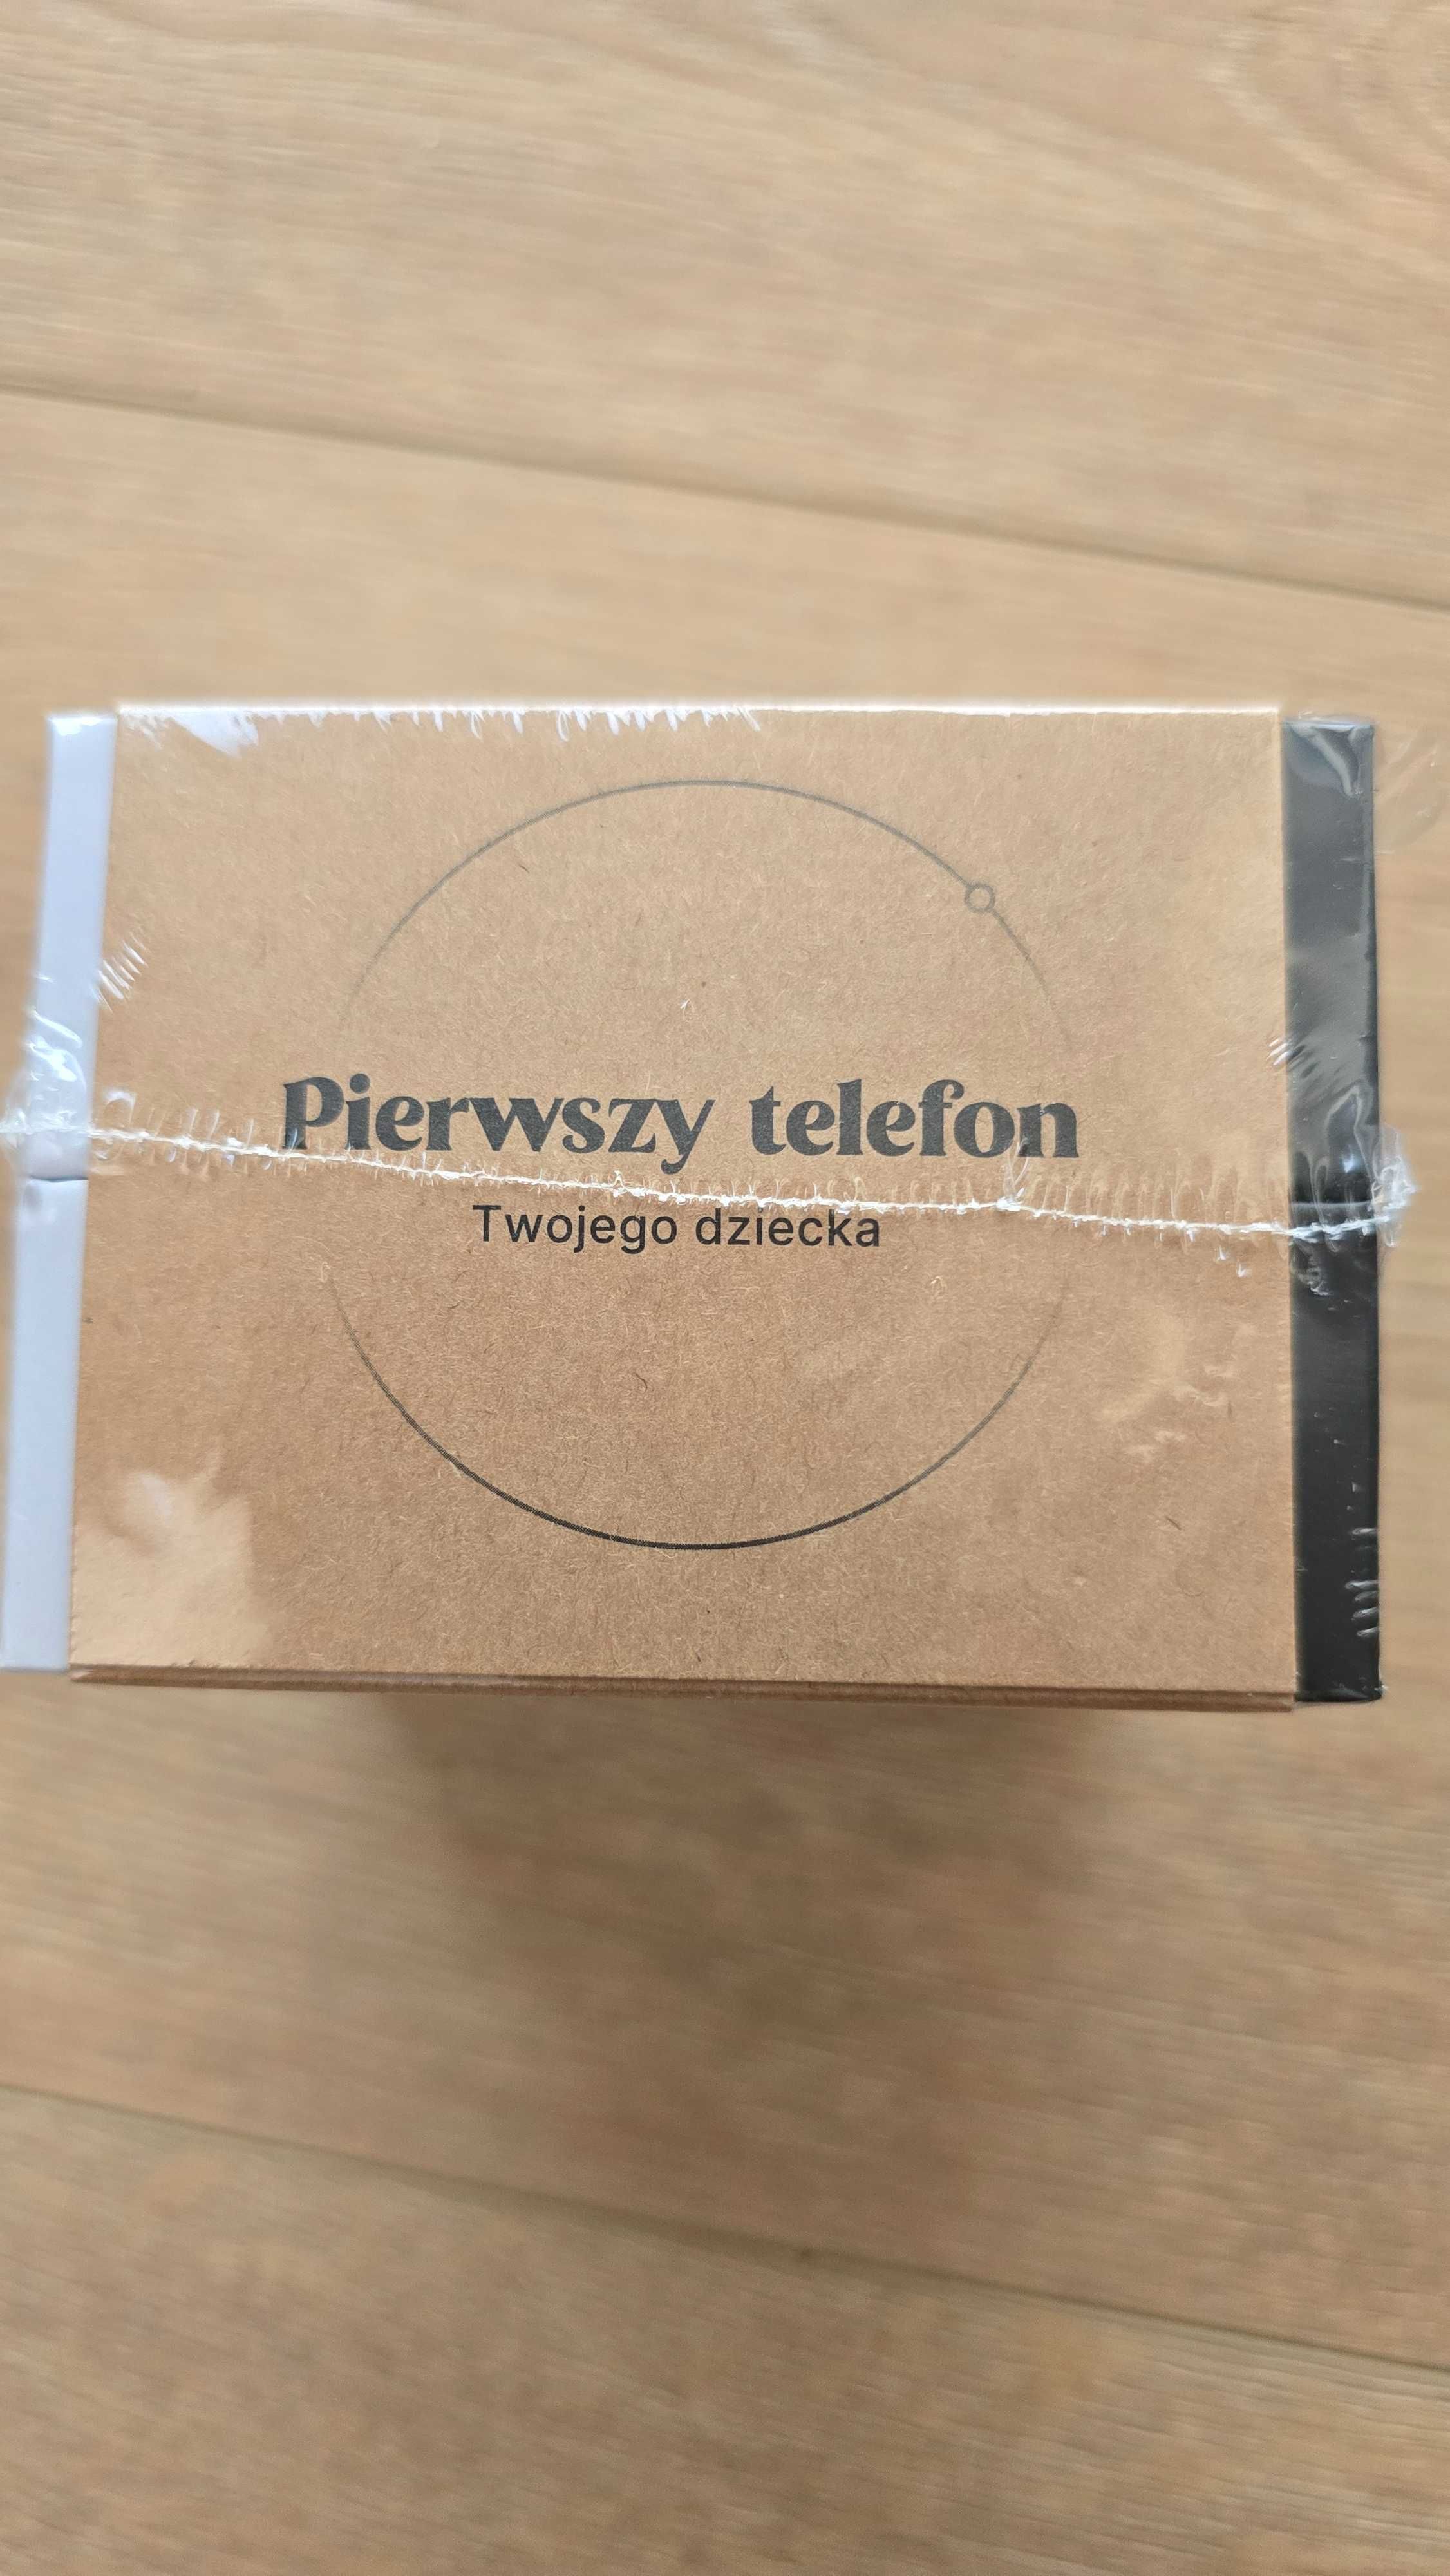 Pierwszy telefon
Twojego dziecka